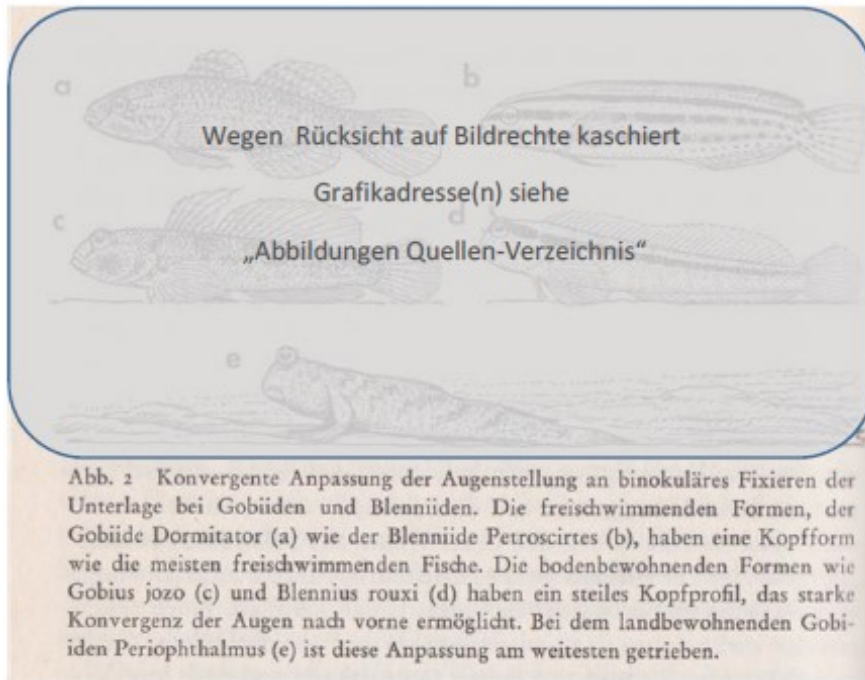 a
b
Wegen Rücksicht auf Bildrechte kaschiert
Grafikadresse(n) siehe
c
d
„Abbildungen Quellen-Verzeichnis“
e
Abb. 2 Konvergente Anpassung der Augenstellung an binokuläres Fixieren der
Unterlage bei Gobiiden und Blenniiden. Die freischwimmenden Formen, der
Gobiide Dormitator (a) wie der Blenniide Petroscirtes (b), haben eine Kopfform
wie die meisten freischwimmenden Fische. Die bodenbewohnenden Formen wie
Gobius jozo (c) und Blennius rouxi (d) haben ein steiles Kopfprofil, das starke
Konvergenz der Augen nach vorne ermöglicht. Bei dem landbewohnenden Gobi-
iden Periophthalmus (e) ist diese Anpassung am weitesten getrieben.